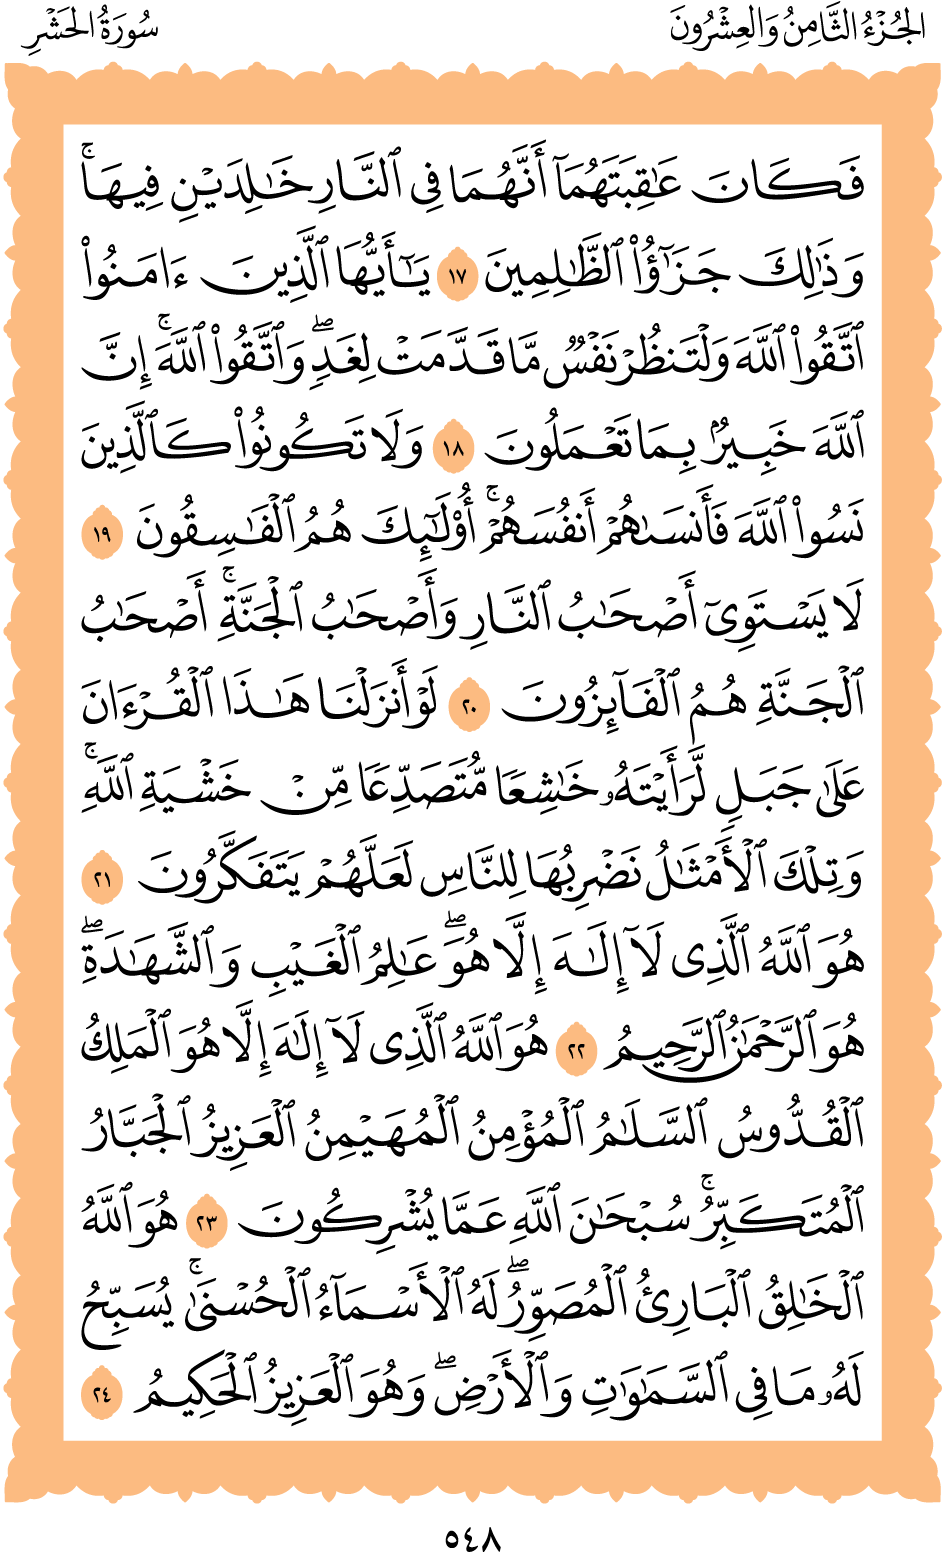 الجُزْءُ الثَّامِنُ وَالعِشْرُونَ
سُورَةُ الحَشْرِ
فَكَانَ عَٰقِبَتَهُمَآ أَنَّهُمَا فِي ٱلنَّارِ خَٰلِدَيْنِ فِيهَاۚ
وَذَٰلِكَ جَزَٰٓؤُاْ ٱلظَّٰلِمِينَ ١٧ يَٰٓأَيُّهَا ٱلَّذِينَ ءَامَنُواْ
ٱتَّقُواْ ٱللَّهَ وَلْتَنظُرْ نَفْسٌ مَّا قَدَّمَتْ لِغَدٍۖ وَٱتَّقُواْ ٱللَّهَۚ إِنَّ
ٱللَّهَ خَبِيرٌۢ بِمَا تَعْمَلُونَ ١٨ وَلَا تَكُونُواْ كَٱلَّذِينَ
نَسُواْ ٱللَّهَ فَأَنسَىٰهُمْ أَنفُسَهُمْۚ أُوْلَٰٓئِكَ هُمُ ٱلْفَٰسِقُونَ ١٩
لَا يَسْتَوِيٓ أَصْحَٰبُ ٱلنَّارِ وَأَصْحَٰبُ ٱلْجَنَّةِۚ أَصْحَٰبُ
ٱلْجَنَّةِ هُمُ ٱلْفَآئِزُونَ ٢٠ لَوْ أَنزَلْنَا هَٰذَا ٱلْقُرْءَانَ
عَلَىٰ جَبَلٍ لَّرَأَيْتَهُۥ خَٰشِعًا مُّتَصَدِّعًا مِّنْ خَشْيَةِ ٱللَّهِۚ
وَتِلْكَ ٱلْأَمْثَٰلُ نَضْرِبُهَا لِلنَّاسِ لَعَلَّهُمْ يَتَفَكَّرُونَ ٢١
هُوَ ٱللَّهُ ٱلَّذِي لَآ إِلَٰهَ إِلَّا هُوَۖ عَٰلِمُ ٱلْغَيْبِ وَٱلشَّهَٰدَةِۖ
هُوَ ٱلرَّحْمَٰنُ ٱلرَّحِيمُ ٢٢ هُوَ ٱللَّهُ ٱلَّذِي لَآ إِلَٰهَ إِلَّا هُوَ ٱلْمَلِكُ
ٱلْقُدُّوسُ ٱلسَّلَٰمُ ٱلْمُؤْمِنُ ٱلْمُهَيْمِنُ ٱلْعَزِيزُ ٱلْجَبَّارُ
ٱلْمُتَكَبِّرُۚ سُبْحَٰنَ ٱللَّهِ عَمَّا يُشْرِكُونَ ٢٣ هُوَ ٱللَّهُ
ٱلْخَٰلِقُ ٱلْبَارِئُ ٱلْمُصَوِّرُۖ لَهُ ٱلْأَسْمَآءُ ٱلْحُسْنَىٰۚ يُسَبِّحُ
لَهُۥ مَا فِي ٱلسَّمَٰوَٰتِ وَٱلْأَرْضِۖ وَهُوَ ٱلْعَزِيزُ ٱلْحَكِيمُ ٢٤
٥٤٨